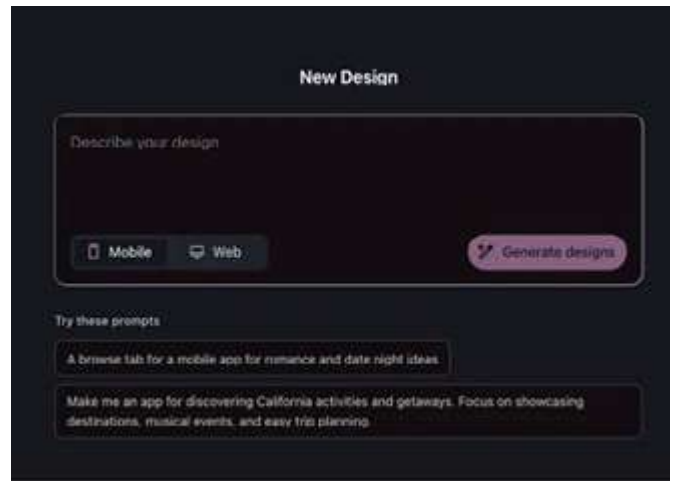 New Design
Describe your design
Mobile
Web
Generate designs
Try these prompts
A browse tab for a mobile app for romance and date night ideas
Make me an app for discovering California activities and getaways. Focus on showcasing
destinations, musical events, and easy trip planning.